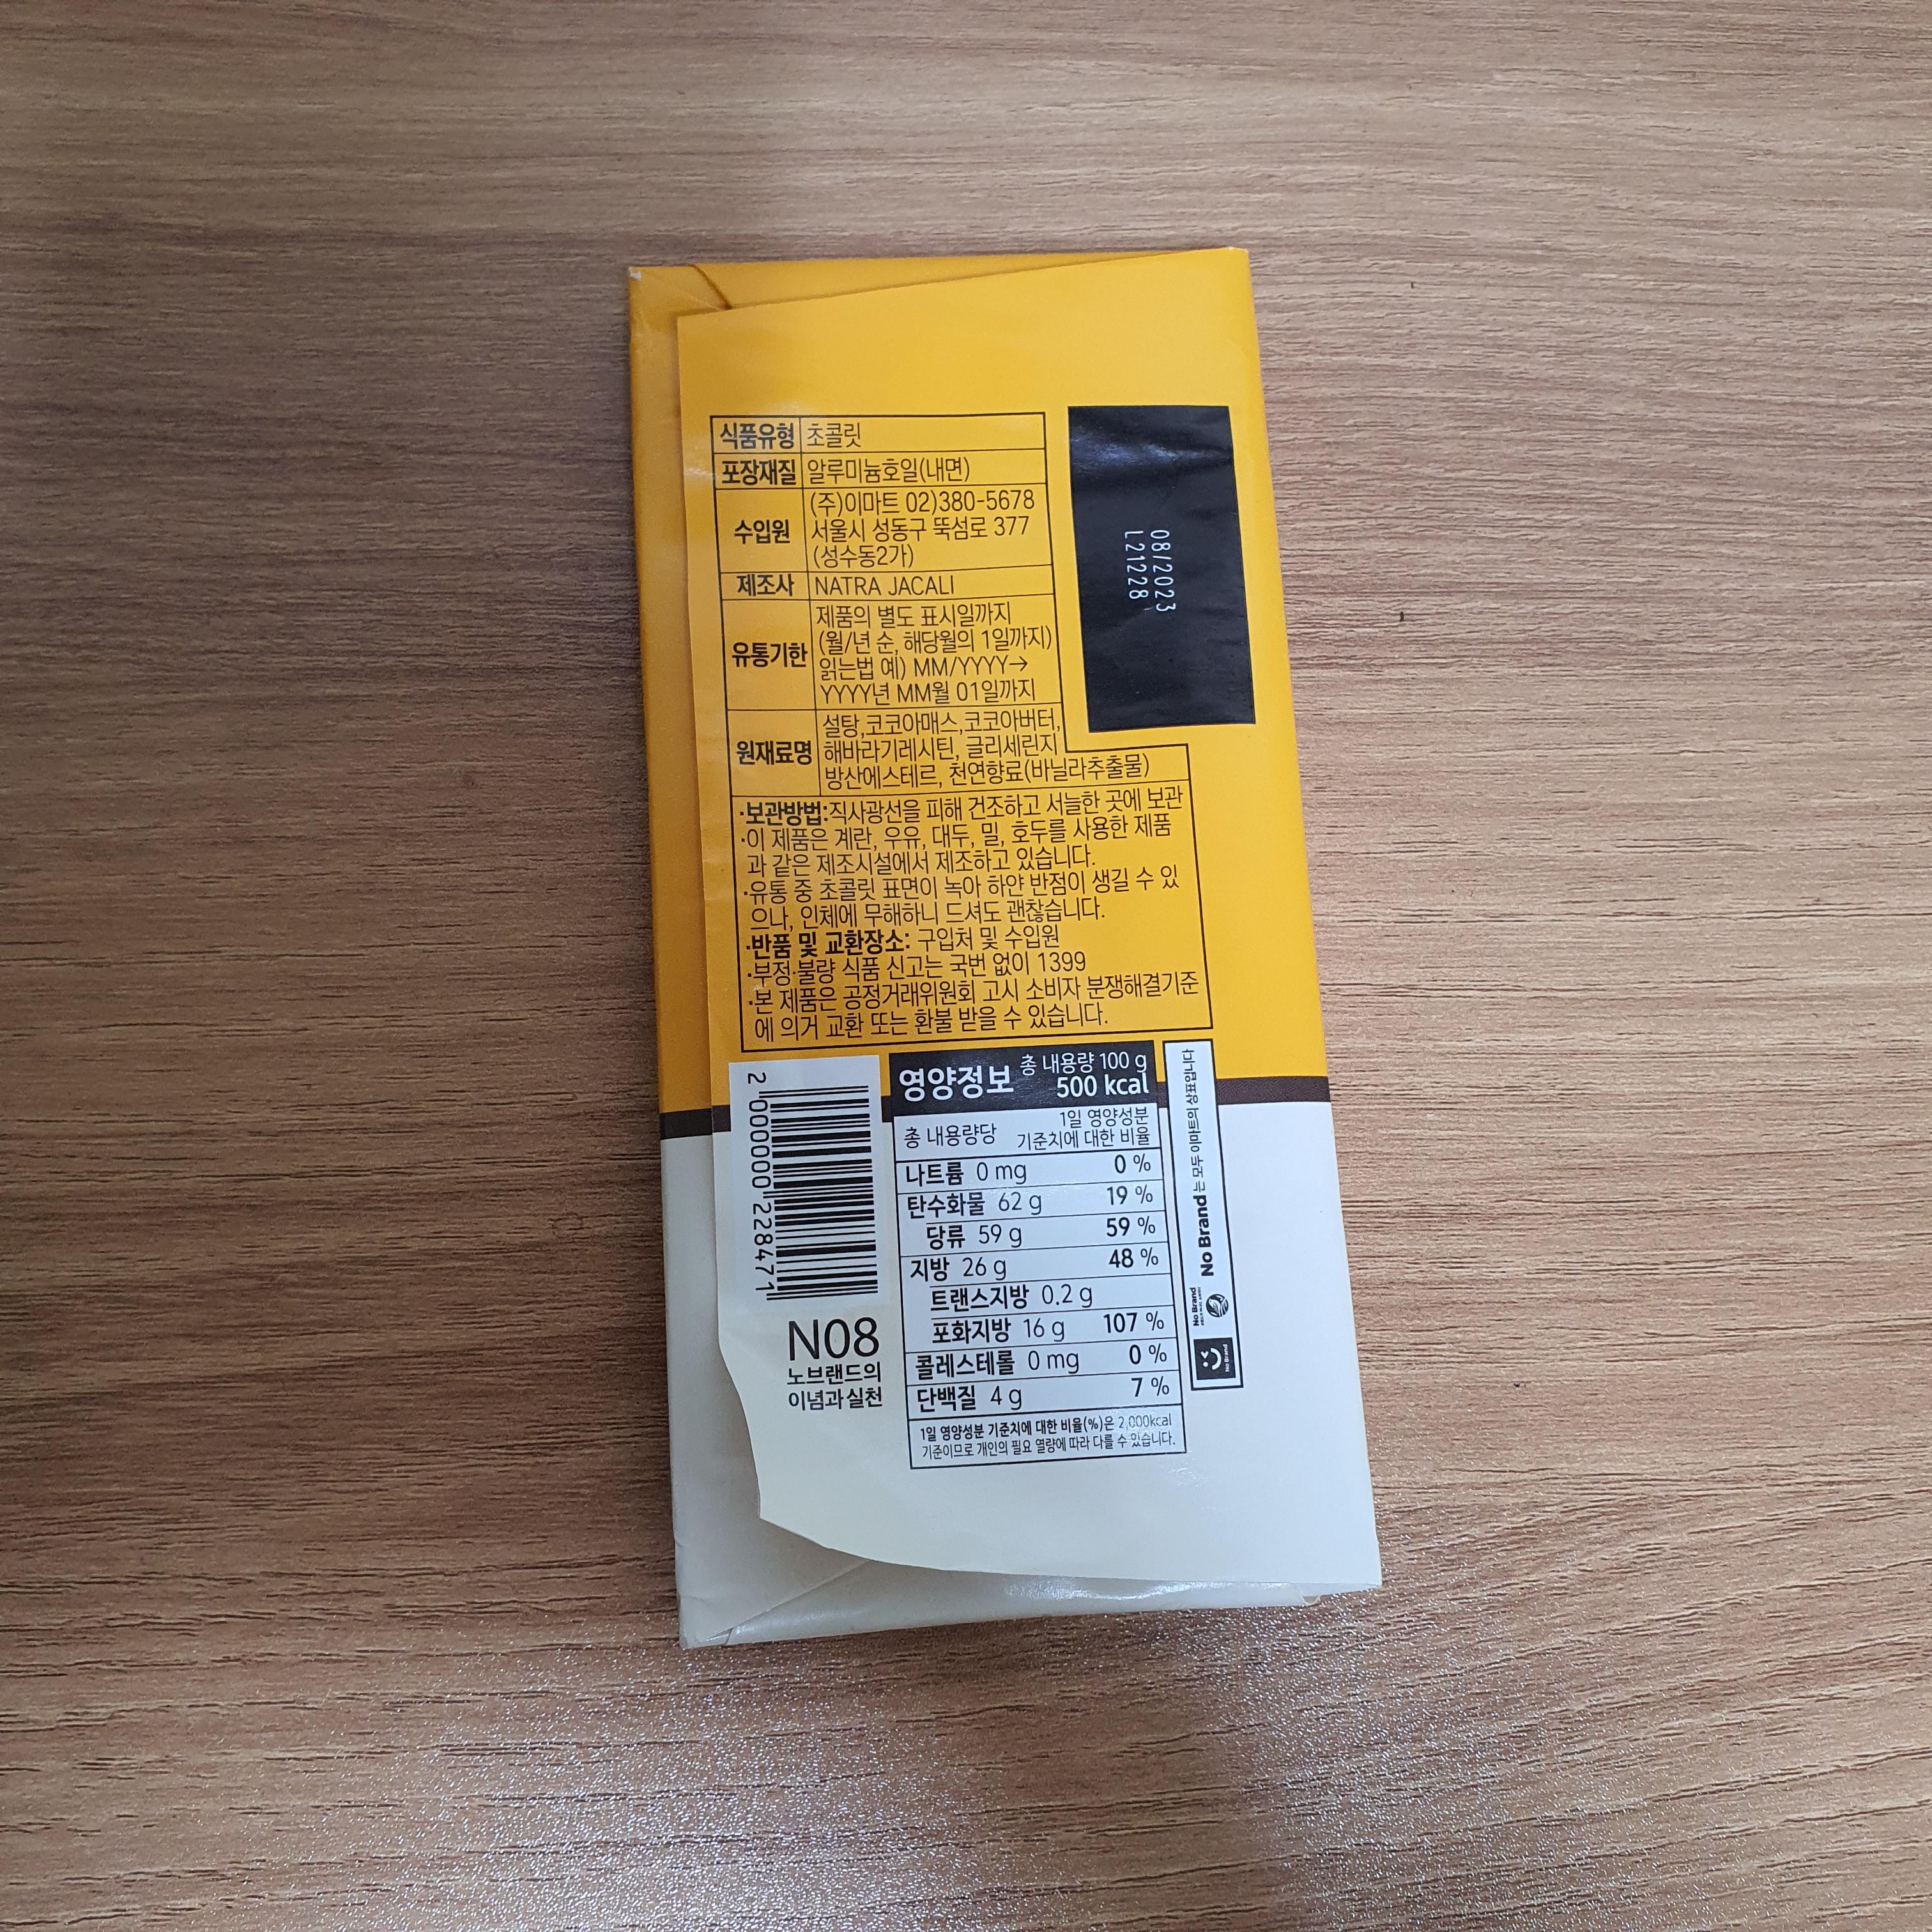 식품유형 초콜릿
포장재질 알루미늄호일(내면)
수입원 (주)이마트 02)380-5678
서울시 성동구 뚝섬로 377
(성수동2가)
제조사 NATRA JACALI
유통기한 제품의 별도 표시일까지
(월/년 순, 해당월의 1일까지)
읽는법 예) MM/YYYY→
YYYY년 MM월 01일까지
원재료명 설탕,코코아매스,코코아버터,
해바라기레시틴, 글리세린지
방산에스테르, 천연향료(바닐라추출물)
·보관방법:직사광선을 피해 건조하고 서늘한 곳에 보관
·이 제품은 계란, 우유, 대두, 밀, 호두를 사용한 제품
과 같은 제조시설에서 제조하고 있습니다.
·유통 중 초콜릿 표면이 녹아 하얀 반점이 생길 수 있
으나, 인체에 무해하니 드셔도 괜찮습니다.
·반품 및 교환장소: 구입처 및 수입원
·부정·불량 식품 신고는 국번 없이 1399
·본 제품은 공정거래위원회 고시 소비자 분쟁해결기준
에 의거 교환 또는 환불 받을 수 있습니다.
08/2023
L21228
2 000000 228471
N08
노브랜드의
이념과 실천
영양정보 총 내용량 100 g
500 kcal
총 내용량당 1일 영양성분
기준치에 대한 비율
나트륨 0 mg 0 %
탄수화물 62 g 19 %
당류 59 g 59 %
지방 26 g 48 %
트랜스지방 0.2 g
포화지방 16 g 107 %
콜레스테롤 0 mg 0 %
단백질 4 g 7 %
1일 영양성분 기준치에 대한 비율(%)은 2,000kcal
기준이므로 개인의 필요 열량에 따라 다를 수 있습니다.
No Brand
No Brand
No Brand는 모두 이마트의 상표입니다